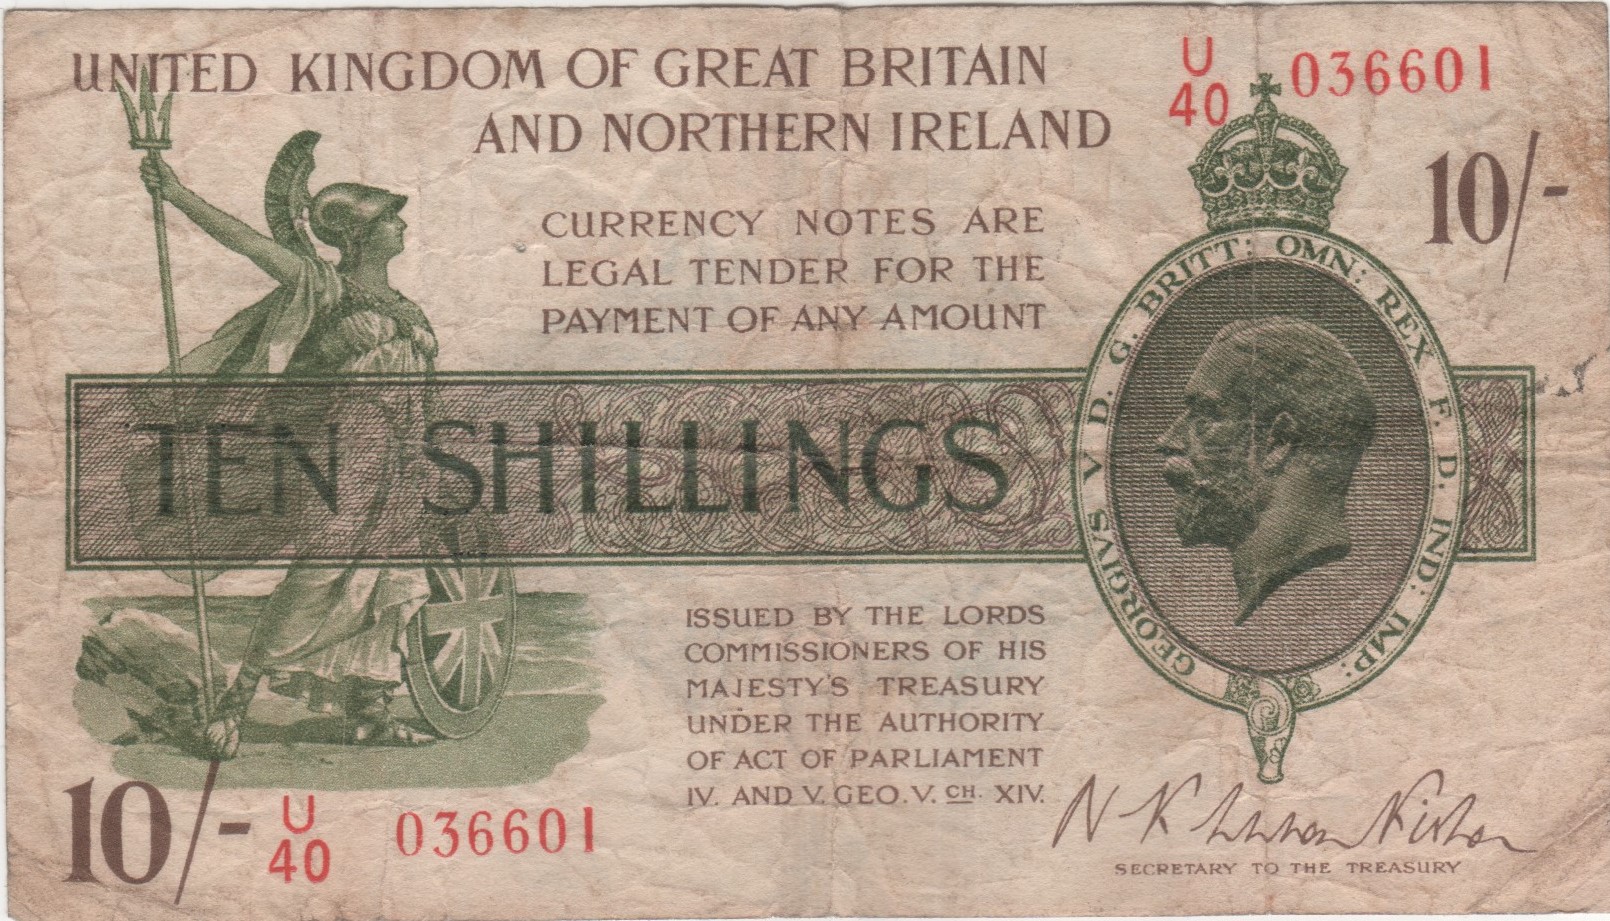 UNITED KINGDOM OF GREAT BRITAIN
AND NORTHERN IRELAND
U
40 036601
10/-
CURRENCY NOTES ARE
LEGAL TENDER FOR THE
PAYMENT OF ANY AMOUNT
TEN SHILLINGS
GEORGIVS V D. G. BRITT: OMN: REX F. D. IND: IMP:
ISSUED BY THE LORDS
COMMISSIONERS OF HIS
MAJESTY'S TREASURY
UNDER THE AUTHORITY
OF ACT OF PARLIAMENT
IV. AND V. GEO. V. CH. XIV.
10/-
U
40 036601
SECRETARY TO THE TREASURY